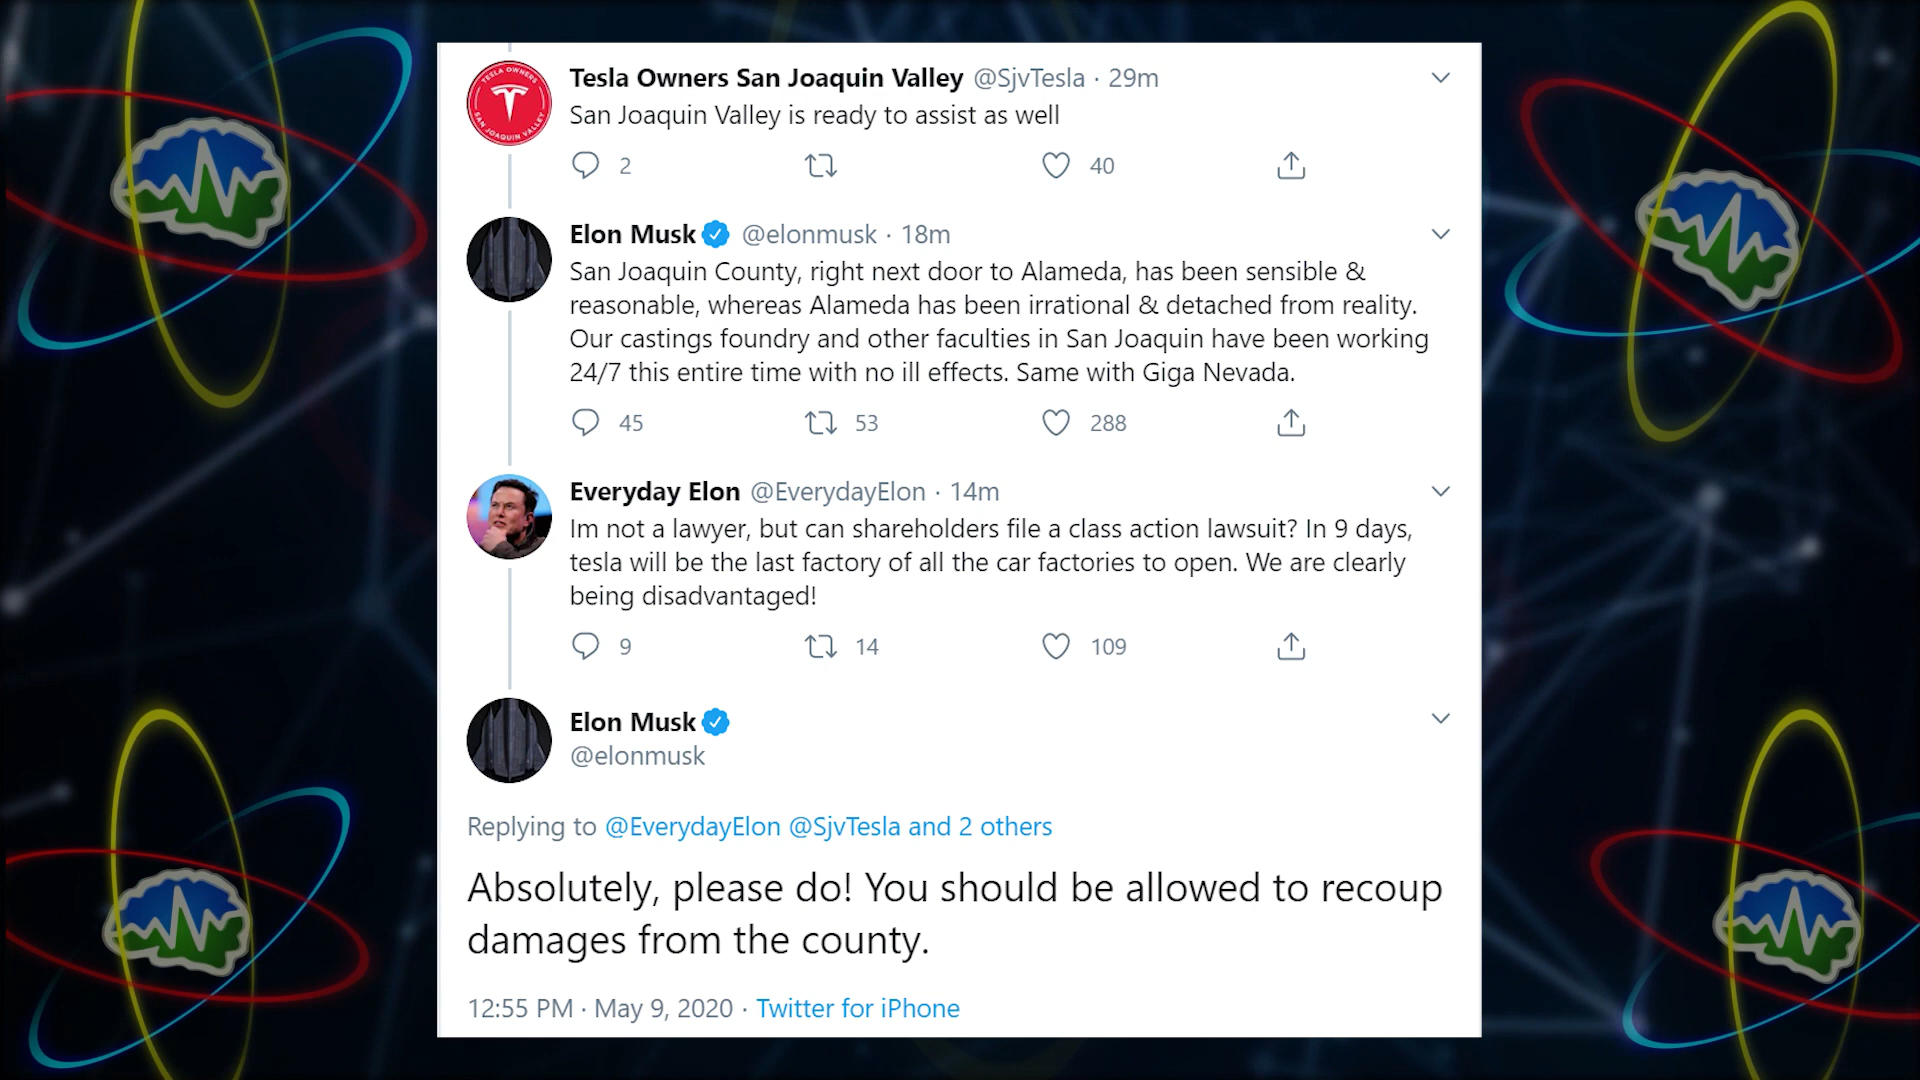 TESLA OWNERS
SAN JOAQUIN VALLEY
Tesla Owners San Joaquin Valley @SjvTesla · 29m
San Joaquin Valley is ready to assist as well
2 40
Elon Musk @elonmusk · 18m
San Joaquin County, right next door to Alameda, has been sensible &
reasonable, whereas Alameda has been irrational & detached from reality.
Our castings foundry and other faculties in San Joaquin have been working
24/7 this entire time with no ill effects. Same with Giga Nevada.
45 53 288
Everyday Elon @EverydayElon · 14m
Im not a lawyer, but can shareholders file a class action lawsuit? In 9 days,
tesla will be the last factory of all the car factories to open. We are clearly
being disadvantaged!
9 14 109
Elon Musk
@elonmusk
Replying to @EverydayElon @SjvTesla and 2 others
Absolutely, please do! You should be allowed to recoup
damages from the county.
12:55 PM · May 9, 2020 · Twitter for iPhone